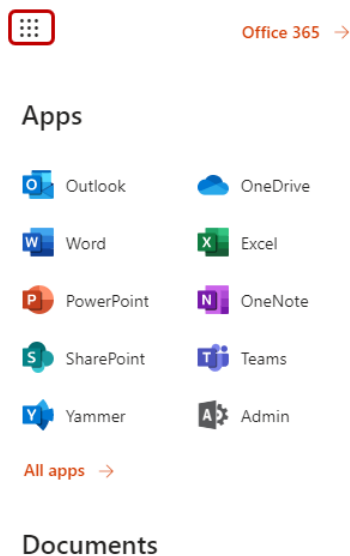 Office 365 →
Apps
Outlook OneDrive
Word Excel
PowerPoint OneNote
SharePoint Teams
Yammer Admin
All apps →
Documents